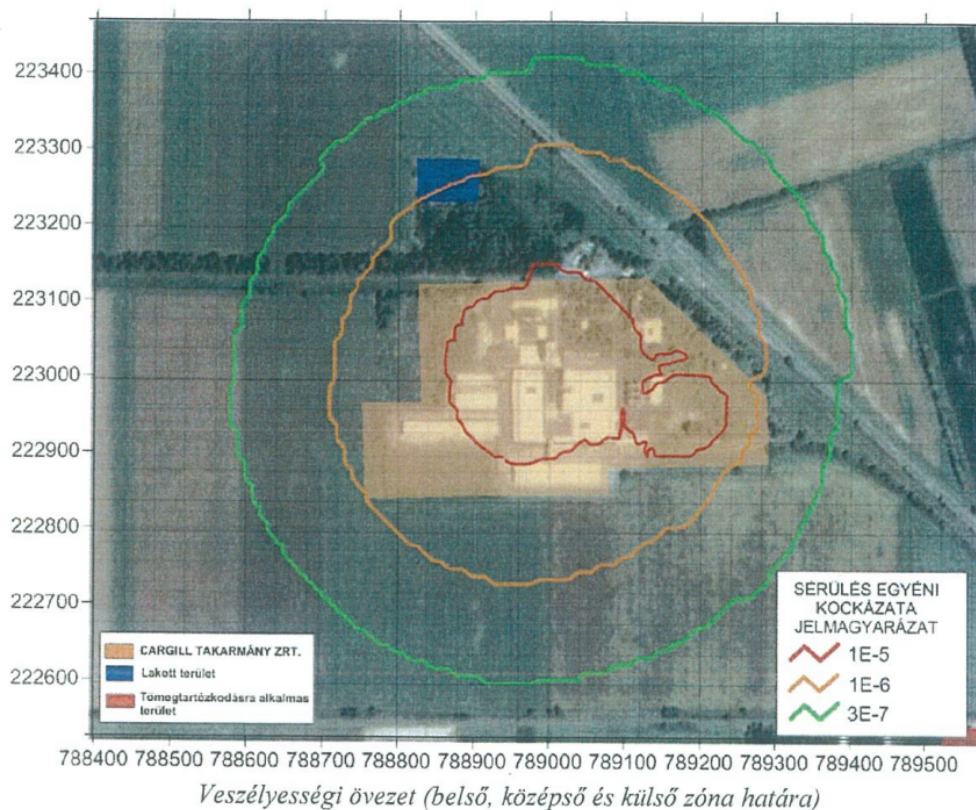 223400
223300
223200
223100
223000
222900
222800
222700
222600
CARGILL TAKARMÁNY ZRT.
Lakott terület
Tömegtartózkodásra alkalmas
terület
SÉRÜLÉS EGYÉNI
KOCKÁZATA
JELMAGYARÁZAT
1E-5
1E-6
3E-7
788400 788500 788600 788700 788800 788900 789000 789100 789200 789300 789400 789500
Veszélyességi övezet (belső, középső és külső zóna határa)